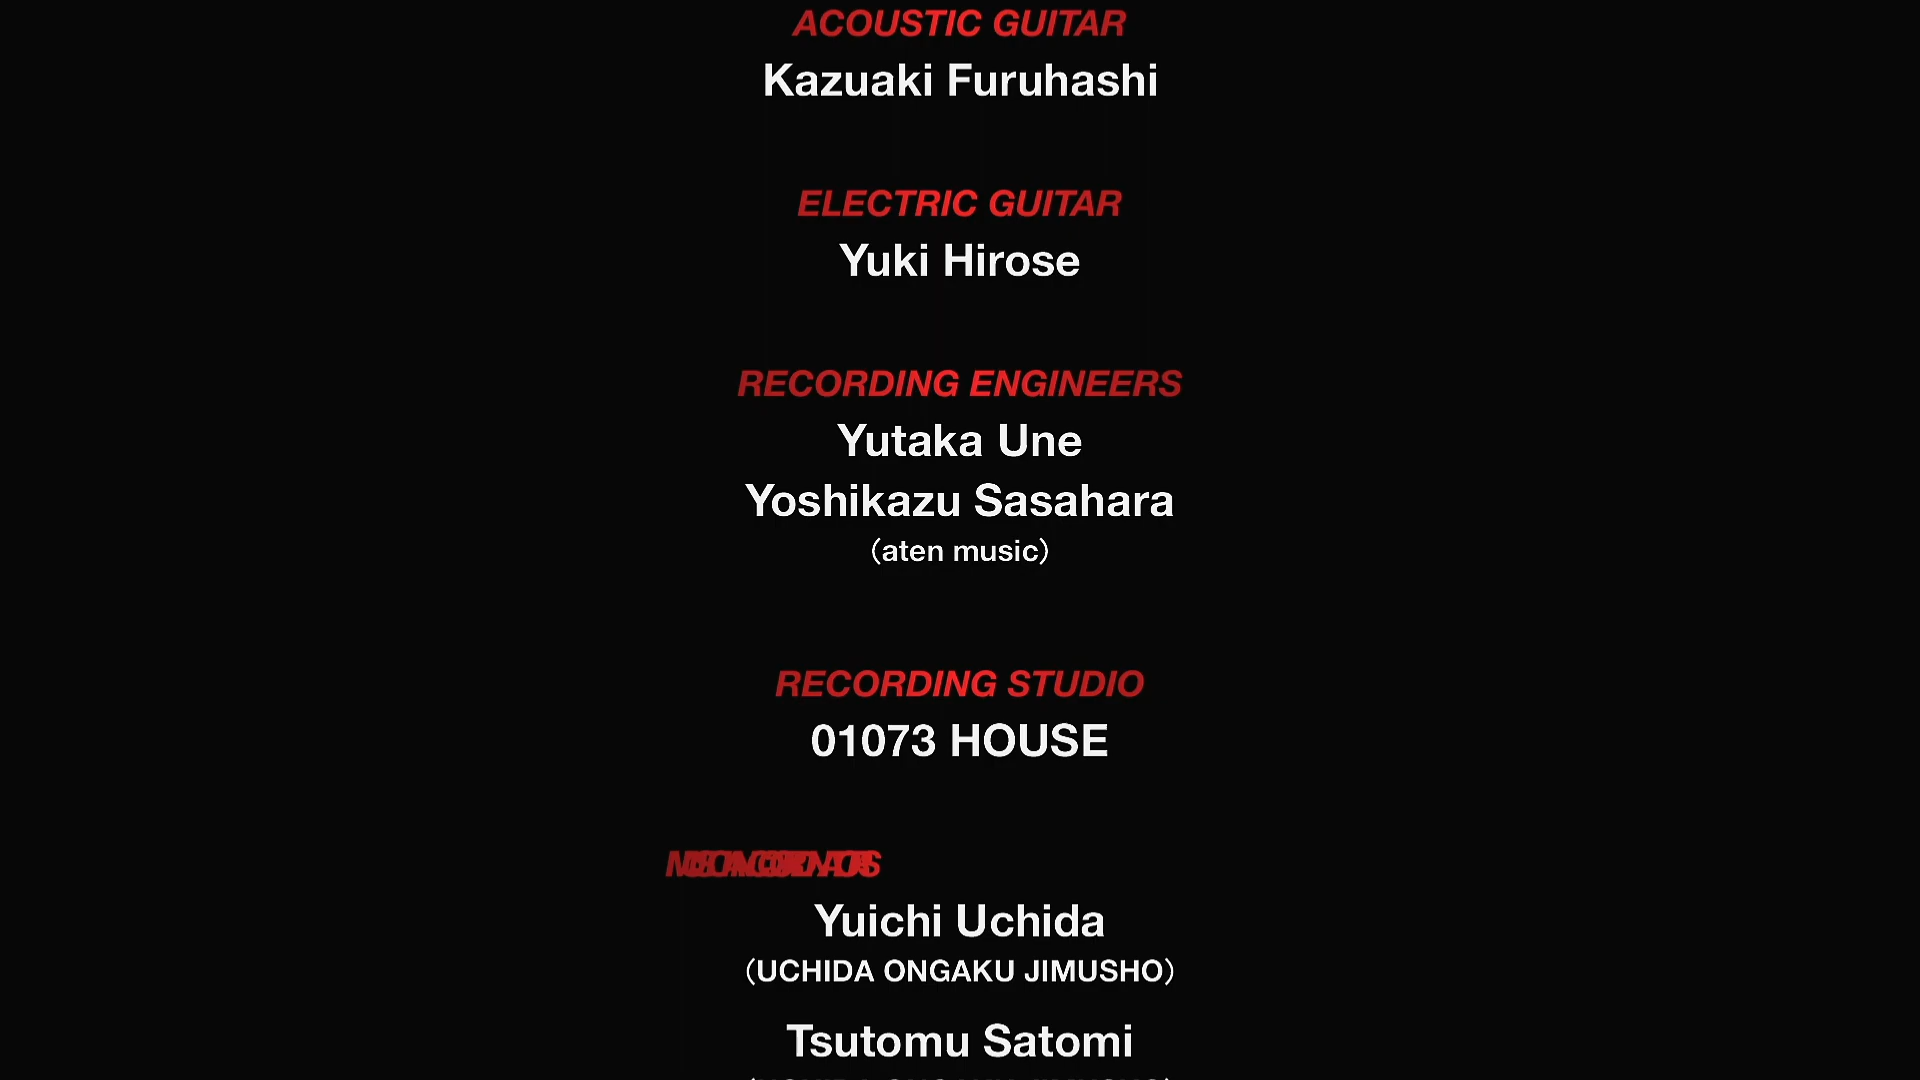 ACOUSTIC GUITAR
Kazuaki Furuhashi
ELECTRIC GUITAR
Yuki Hirose
RECORDING ENGINEERS
Yutaka Une
Yoshikazu Sasahara
(aten music)
RECORDING STUDIO
01073 HOUSE
Yuichi Uchida
(UCHIDA ONGAKU JIMUSHO)
Tsutomu Satomi